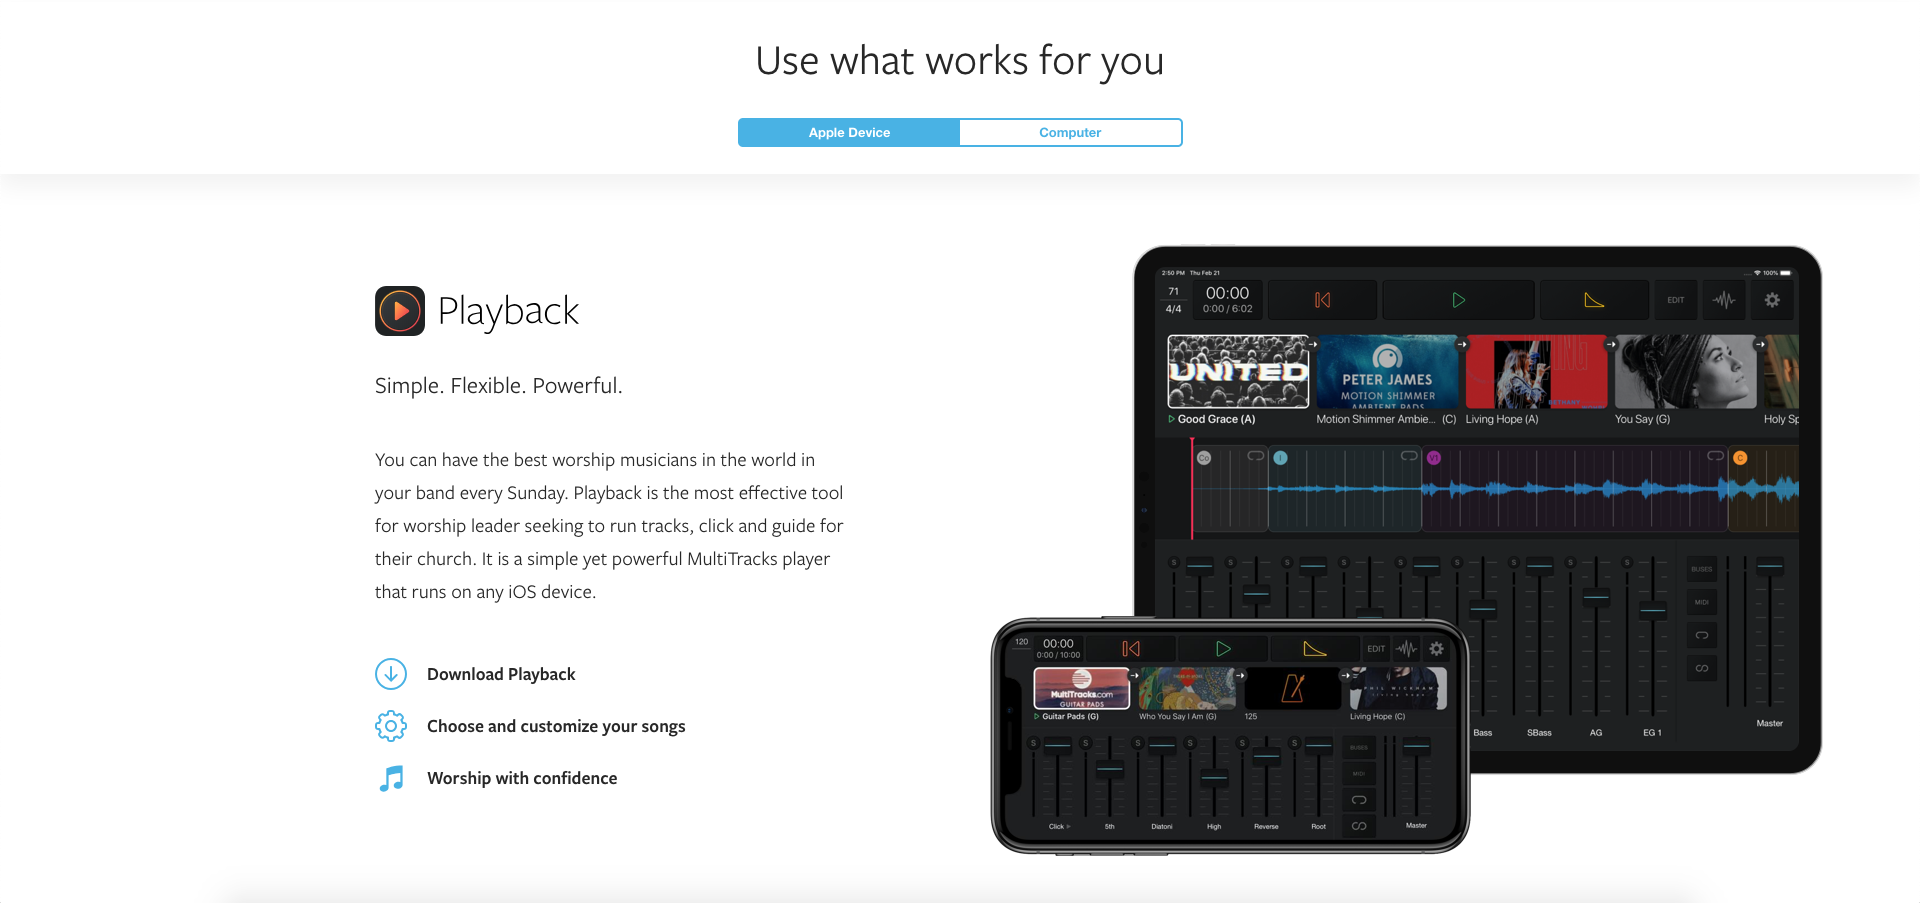 Use what works for you
Apple Device
Computer
Playback
Simple. Flexible. Powerful.
You can have the best worship musicians in the world in
your band every Sunday. Playback is the most effective tool
for worship leader seeking to run tracks, click and guide for
their church. It is a simple yet powerful MultiTracks player
that runs on any iOS device.
Download Playback
Choose and customize your songs
Worship with confidence
2:50 PM Thu Feb 21
100%
71
4/4
00:00
0:00 / 6:02
EDIT
UNITED
PETER JAMES
MOTION SHIMMER
AMBIENT PADS
Good Grace (A)
Motion Shimmer Ambie... (C)
Living Hope (A)
You Say (G)
Holy Sp
Co
I
V1
C
S S S S S S S S S
BUSES
MIDI
Bass
SBass
AG
EG 1
Master
120
00:00
0:00 / 10:00
EDIT
MultiTracks.com
GUITAR PADS
PHIL WICKHAM
living hope
Guitar Pads (G)
Who You Say I Am (G)
125
Living Hope (C)
S S S S S S
BUSES
MIDI
Click
5th
Diatoni
High
Reverse
Root
Master